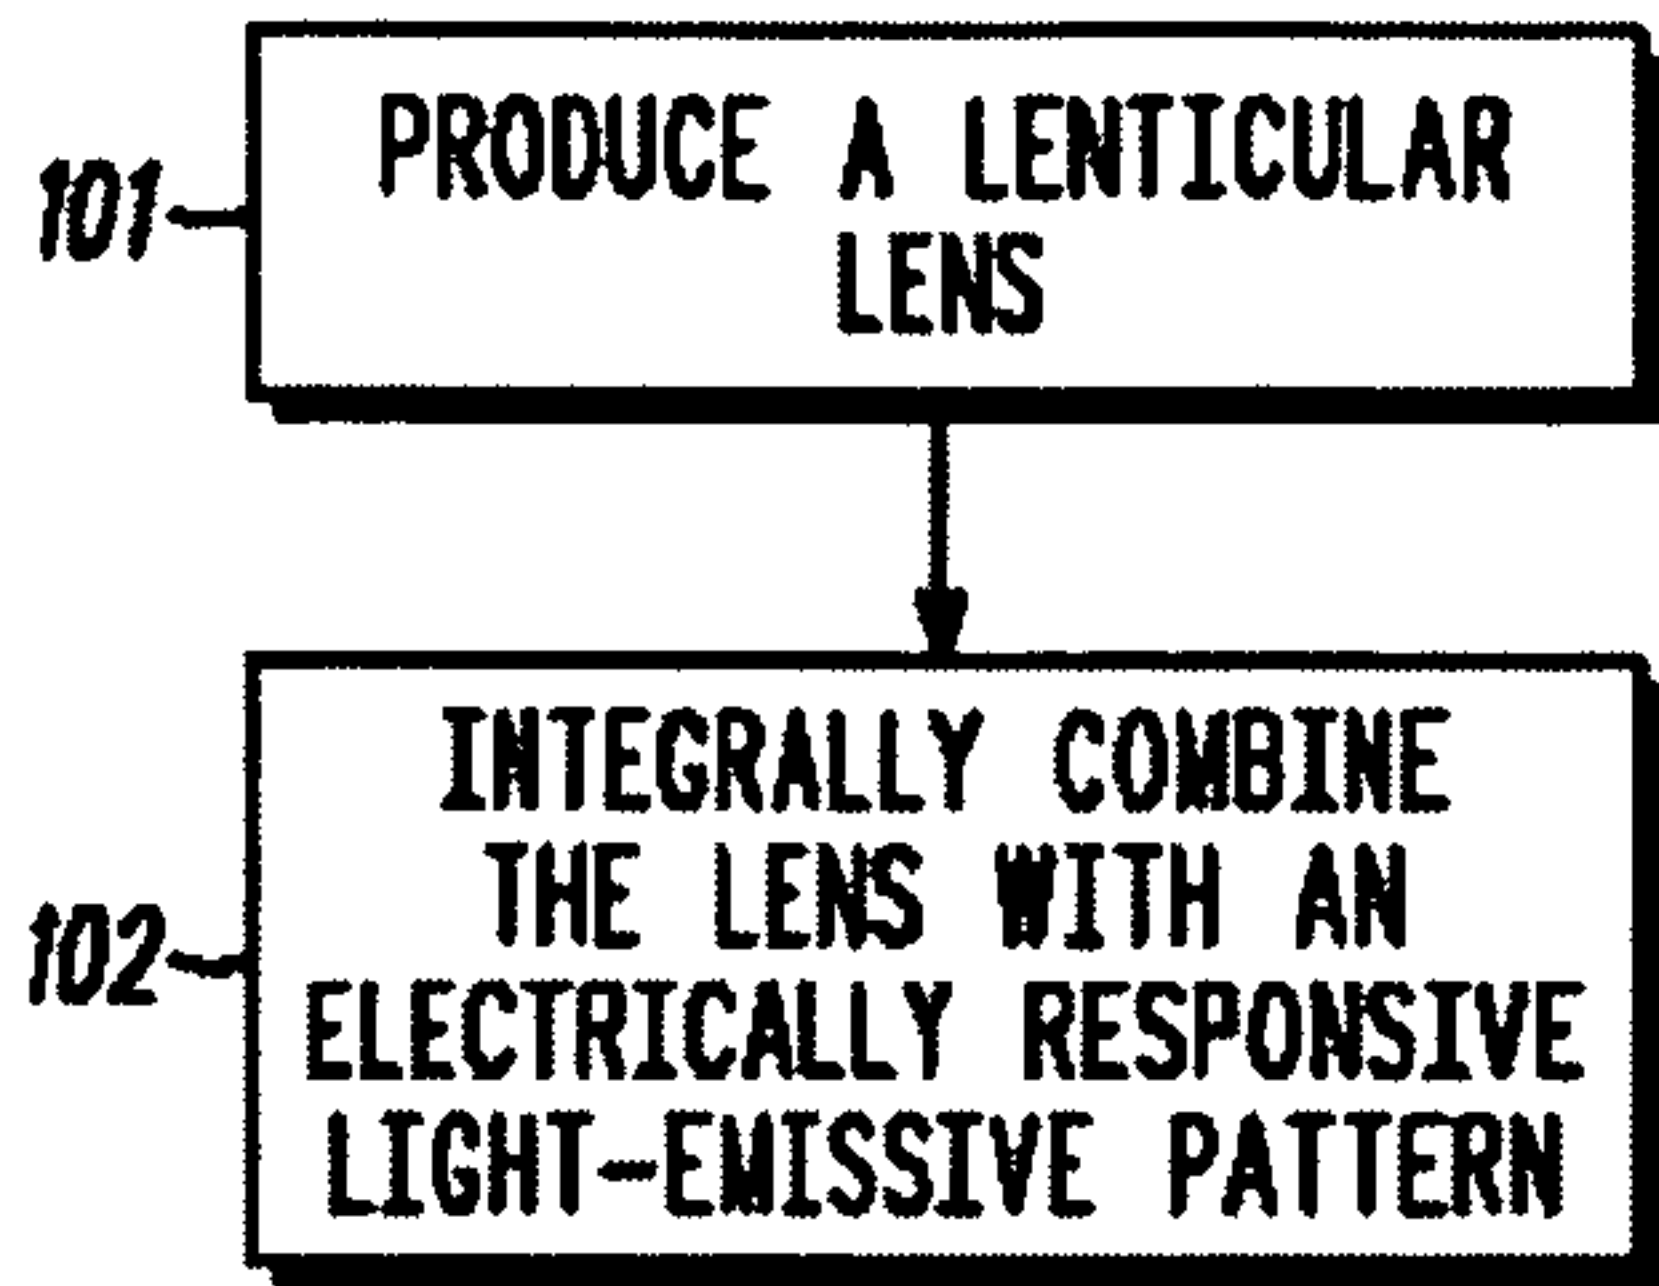 101
PRODUCE A LENTICULAR
LENS
102
INTEGRALLY COMBINE
THE LENS WITH AN
ELECTRICALLY RESPONSIVE
LIGHT-EMISSIVE PATTERN